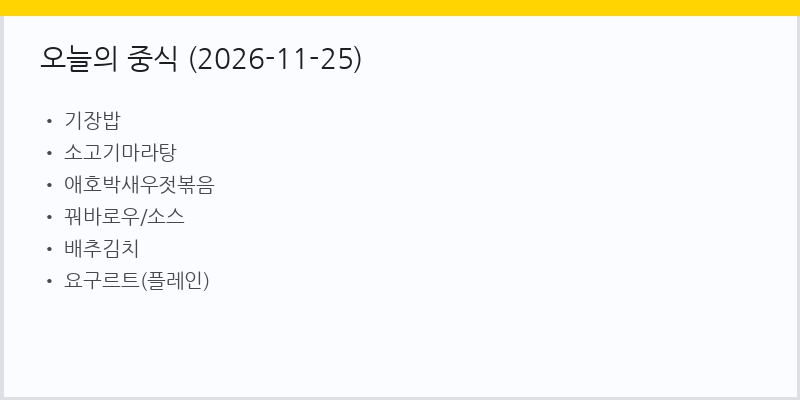 오늘의 중식 (2026-11-25)
• 기장밥
• 소고기마라탕
• 애호박새우젓볶음
• 꿔바로우/소스
• 배추김치
• 요구르트(플레인)